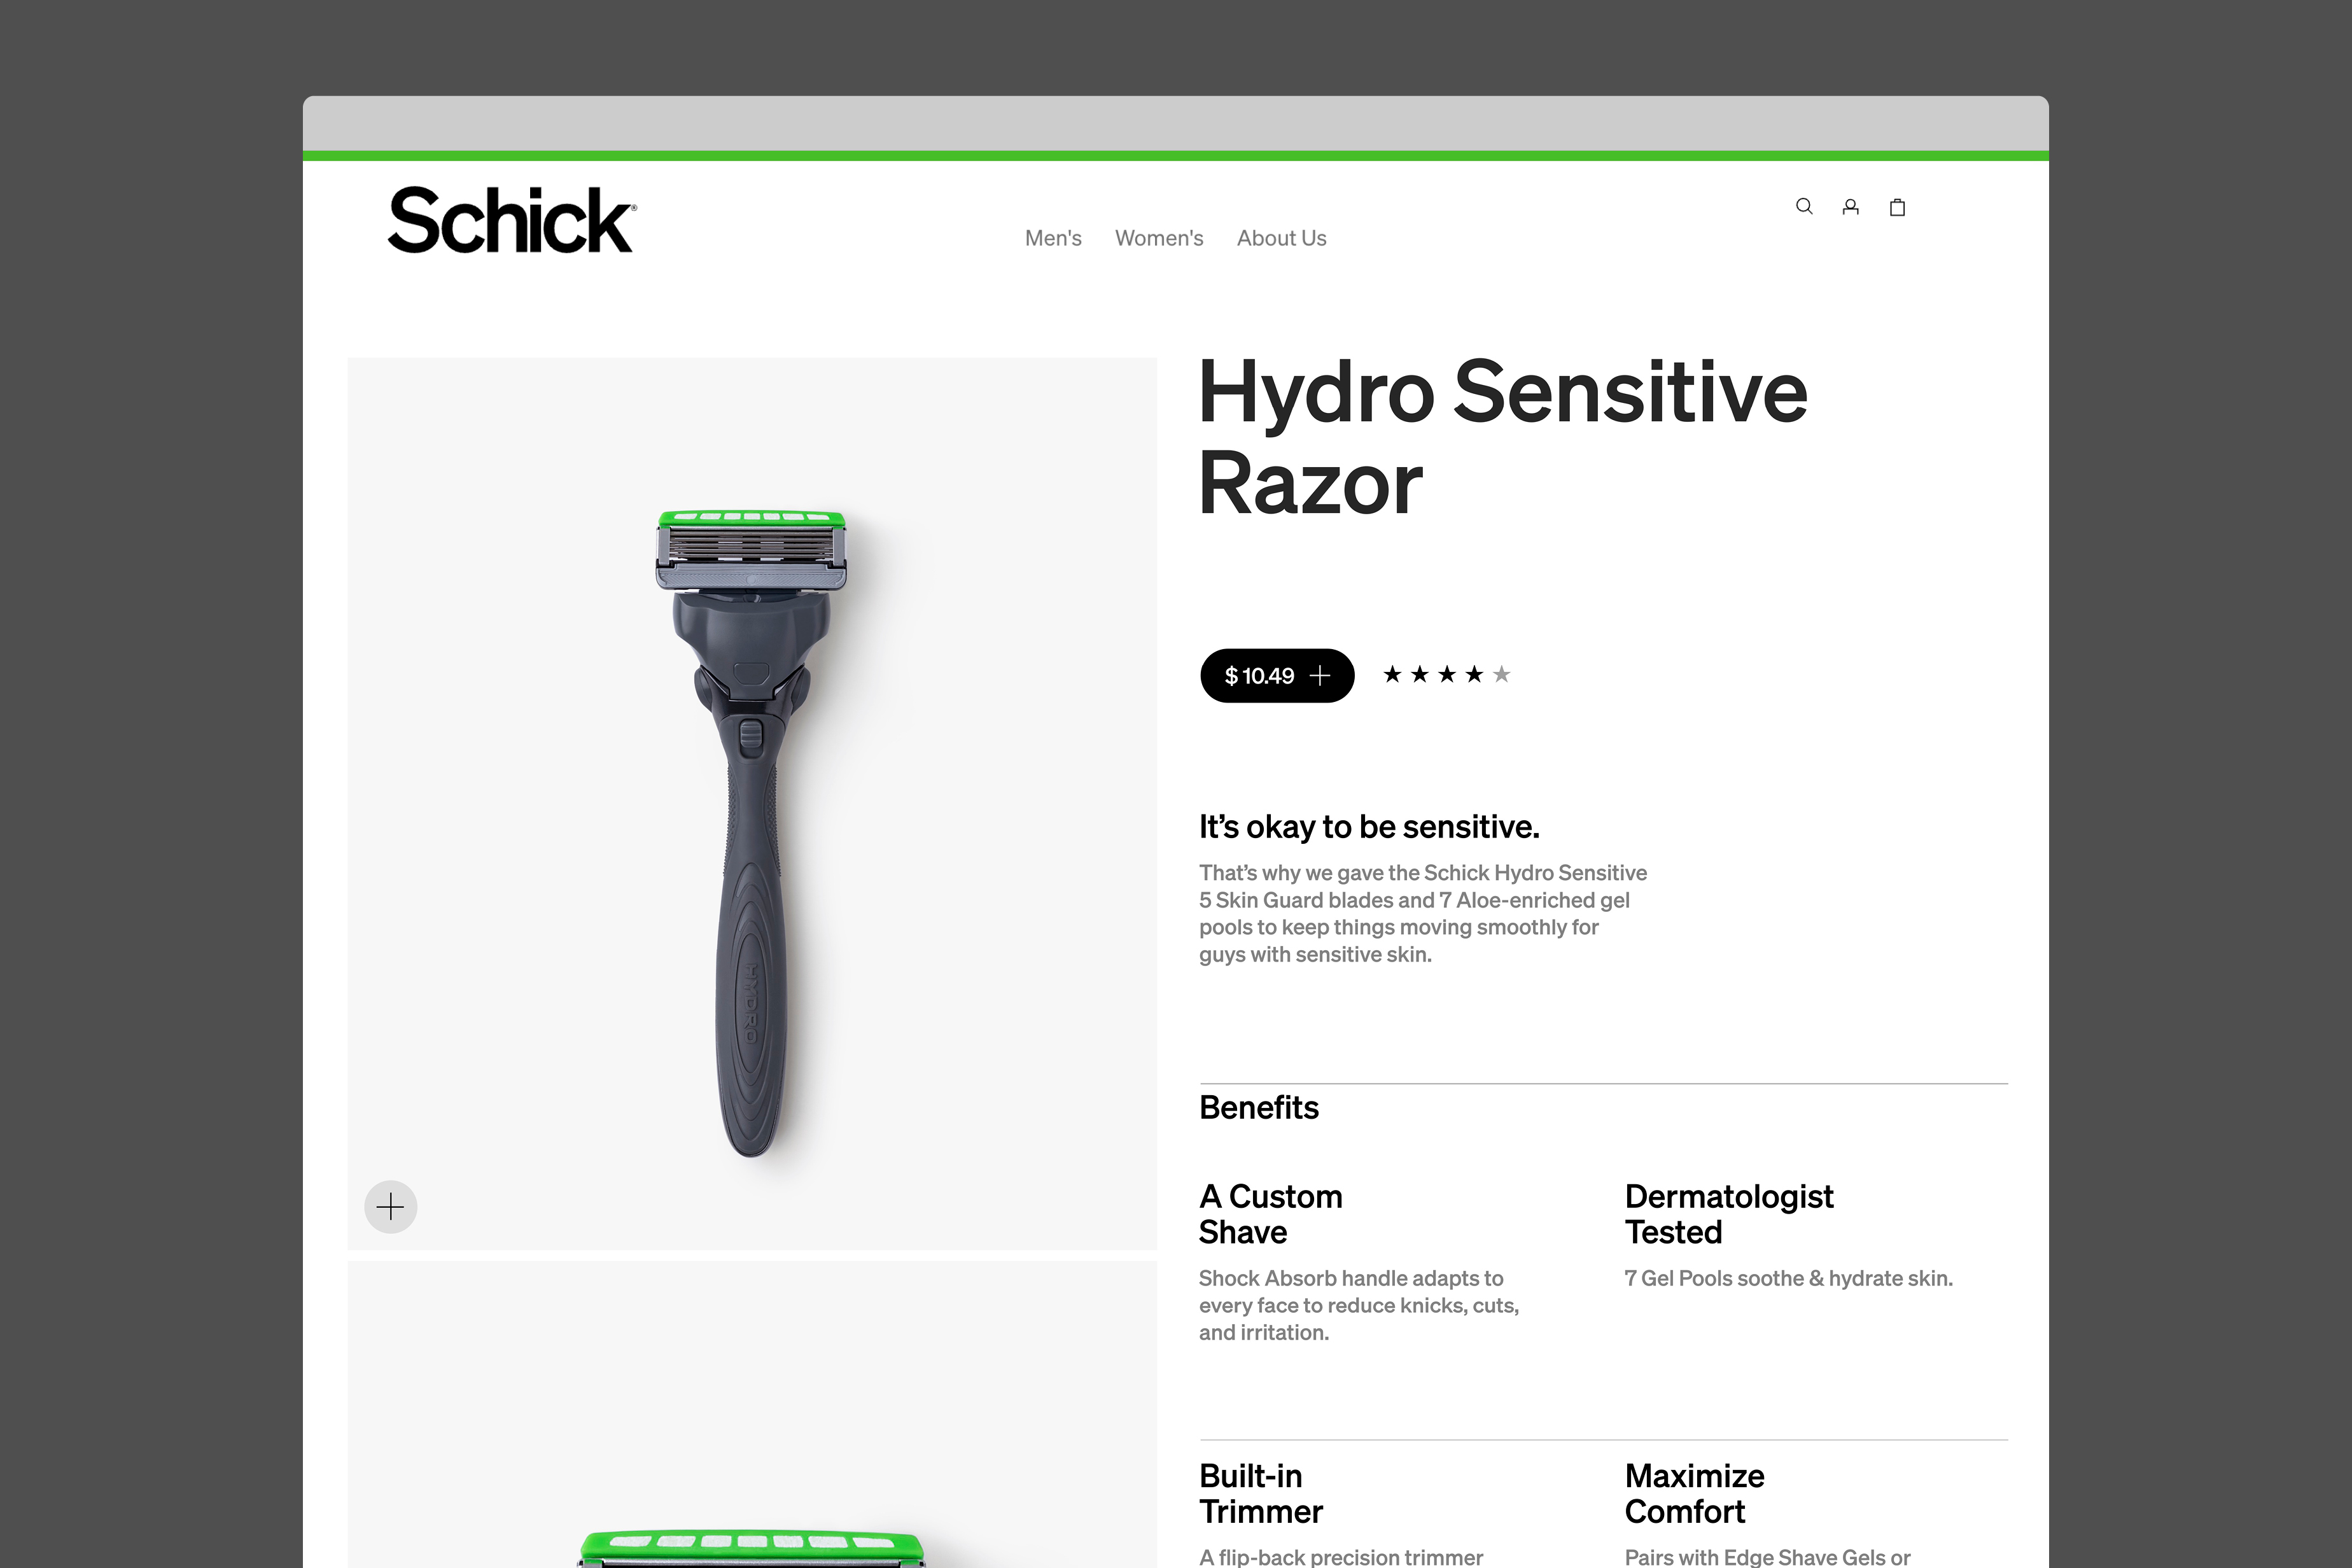 Schick®
Men's Women's About Us
Hydro Sensitive
Razor
$ 10.49
It’s okay to be sensitive.
That’s why we gave the Schick Hydro Sensitive
5 Skin Guard blades and 7 Aloe-enriched gel
pools to keep things moving smoothly for
guys with sensitive skin.
HYDRO
Benefits
A Custom
Shave
Shock Absorb handle adapts to
every face to reduce knicks, cuts,
and irritation.
Dermatologist
Tested
7 Gel Pools soothe & hydrate skin.
Built-in
Trimmer
A flip-back precision trimmer
Maximize
Comfort
Pairs with Edge Shave Gels or